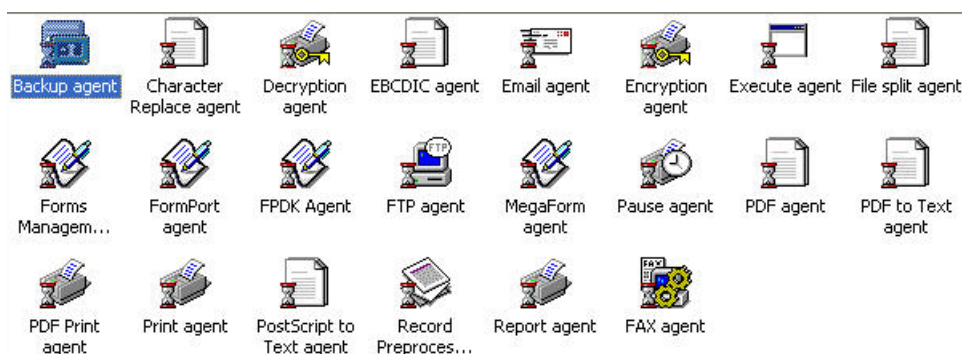 Backup agent
Character Replace agent
Decryption agent
EBCDIC agent
Email agent
Encryption agent
Execute agent
File split agent
Forms Managem...
FormPort agent
FPDK Agent
FTP
FTP agent
MegaForm agent
Pause agent
PDF agent
PDF to Text agent
PDF Print agent
Print agent
PostScript to Text agent
Record Preproces...
Report agent
FAX
FAX agent